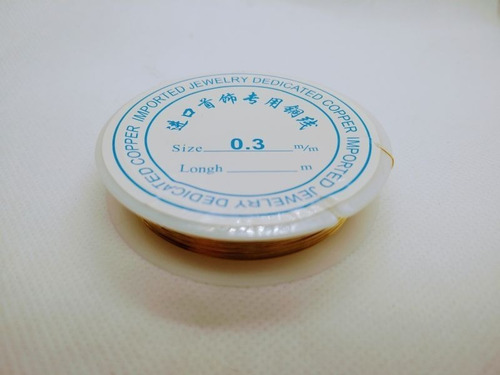 IMPORTED JEWELRY DEDICATED COPPER IMPORTED JEWELRY DEDICATED COPPER
进口首饰专用铜线
Size 0.3 m/m
Longh m